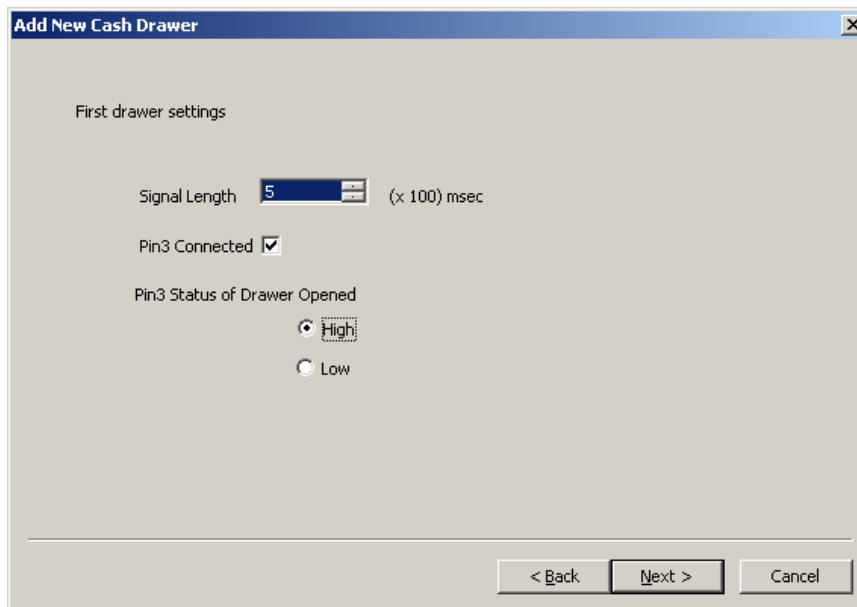 Add New Cash Drawer
First drawer settings
Signal Length 5 (x 100) msec
Pin3 Connected
Pin3 Status of Drawer Opened
High
Low
< Back Next > Cancel